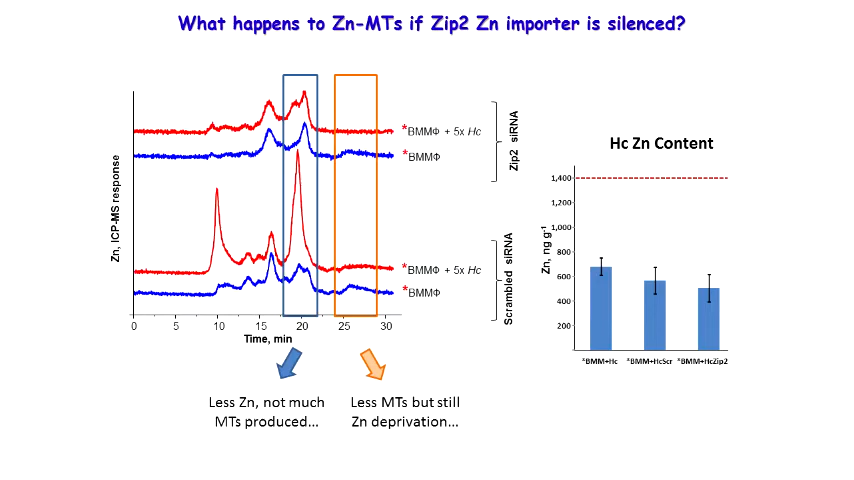 What happens to Zn-MTs if Zip2 Zn importer is silenced?
Zn, ICP-MS response
*BMMΦ + 5x Hc
*BMMΦ
Zip2 siRNA
*BMMΦ + 5x Hc
*BMMΦ
Scrambled siRNA
0 5 10 15 20 25 30
Time, min
Less Zn, not much
MTs produced...
Less MTs but still
Zn deprivation...
Hc Zn Content
Zn, ng g-1
1,400
1,200
1,000
800
600
400
200
*BMM+Hc *BMM+HcScr *BMM+HcZip2